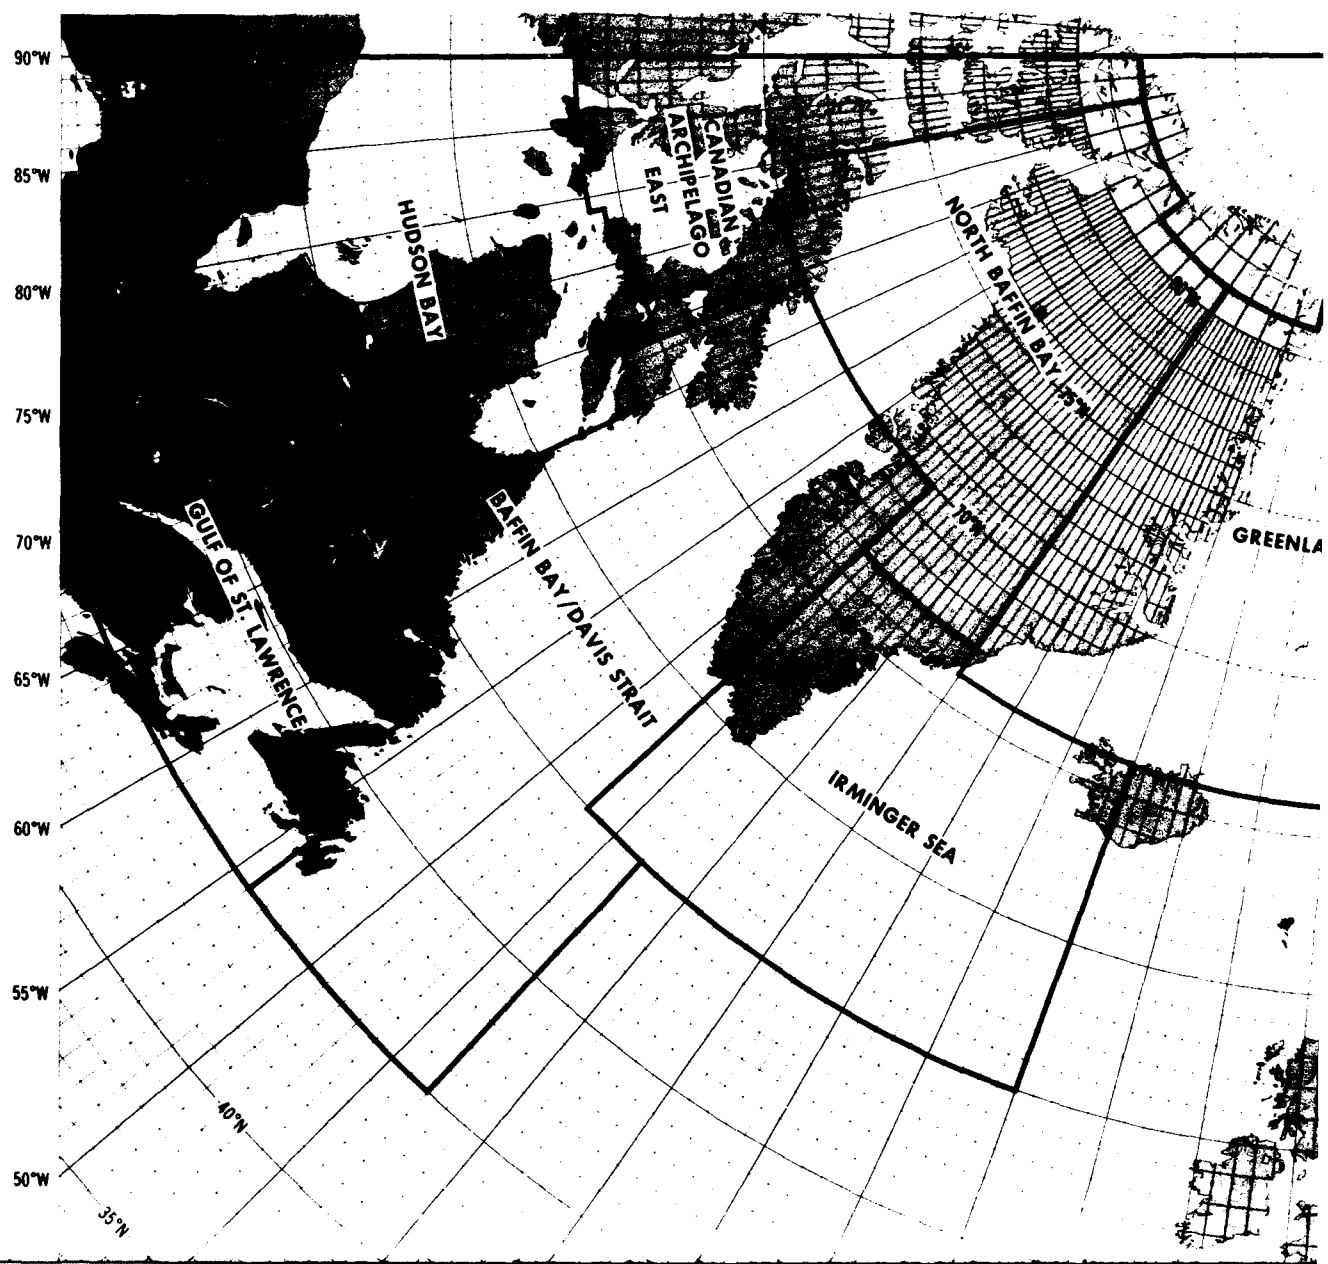 90°W
85°W
80°W
75°W
70°W
65°W
60°W
55°W
50°W
CANADIAN
ARCHIPELAGO
EAST
HUDSON BAY
NORTH BAFFIN BAY
75°N
70°N
GREENLA
GULF OF ST. LAWRENCE
BAFFIN BAY/DAVIS STRAIT
IRMINGER SEA
40°N
35°N